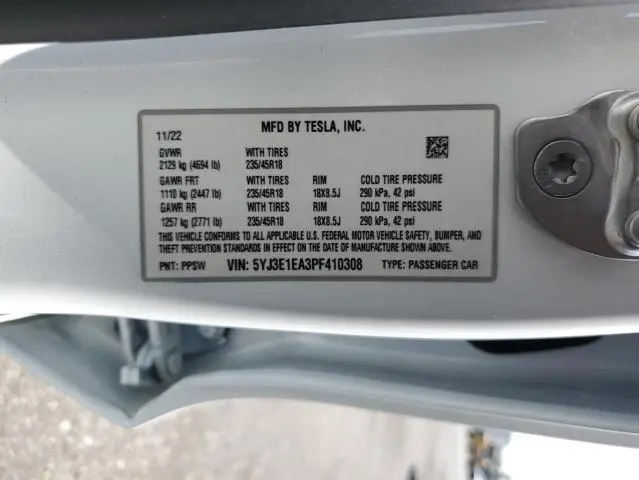 11/22 MFD BY TESLA, INC.
GVWR WITH TIRES
2129 kg (4694 lb) 235/45R18
GAWR FRT WITH TIRES RIM COLD TIRE PRESSURE
1110 kg (2447 lb) 235/45R18 18X8.5J 290 kPa, 42 psi
GAWR RR WITH TIRES RIM COLD TIRE PRESSURE
1257 kg (2771 lb) 235/45R18 18X8.5J 290 kPa, 42 psi
THIS VEHICLE CONFORMS TO ALL APPLICABLE U.S. FEDERAL MOTOR VEHICLE SAFETY, BUMPER, AND
THEFT PREVENTION STANDARDS IN EFFECT ON THE DATE OF MANUFACTURE SHOWN ABOVE.
PNT: PPSW VIN: 5YJ3E1EA3PF410308 TYPE: PASSENGER CAR